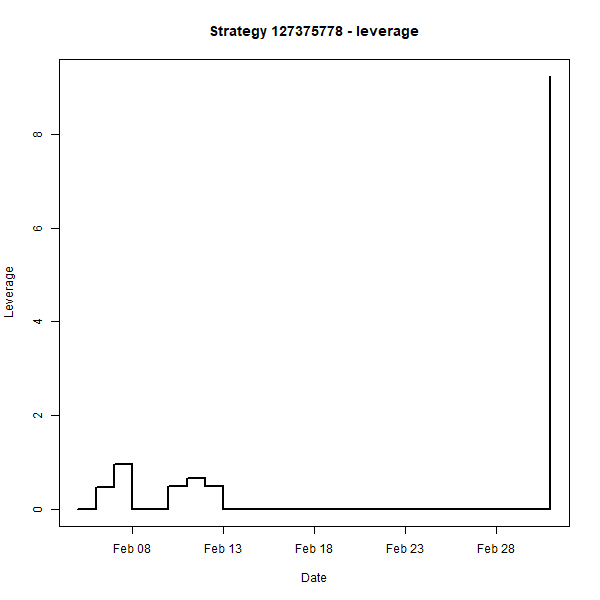 Strategy 127375778 - leverage
Leverage
8
6
4
2
0
Feb 08
Feb 13
Feb 18
Feb 23
Feb 28
Date